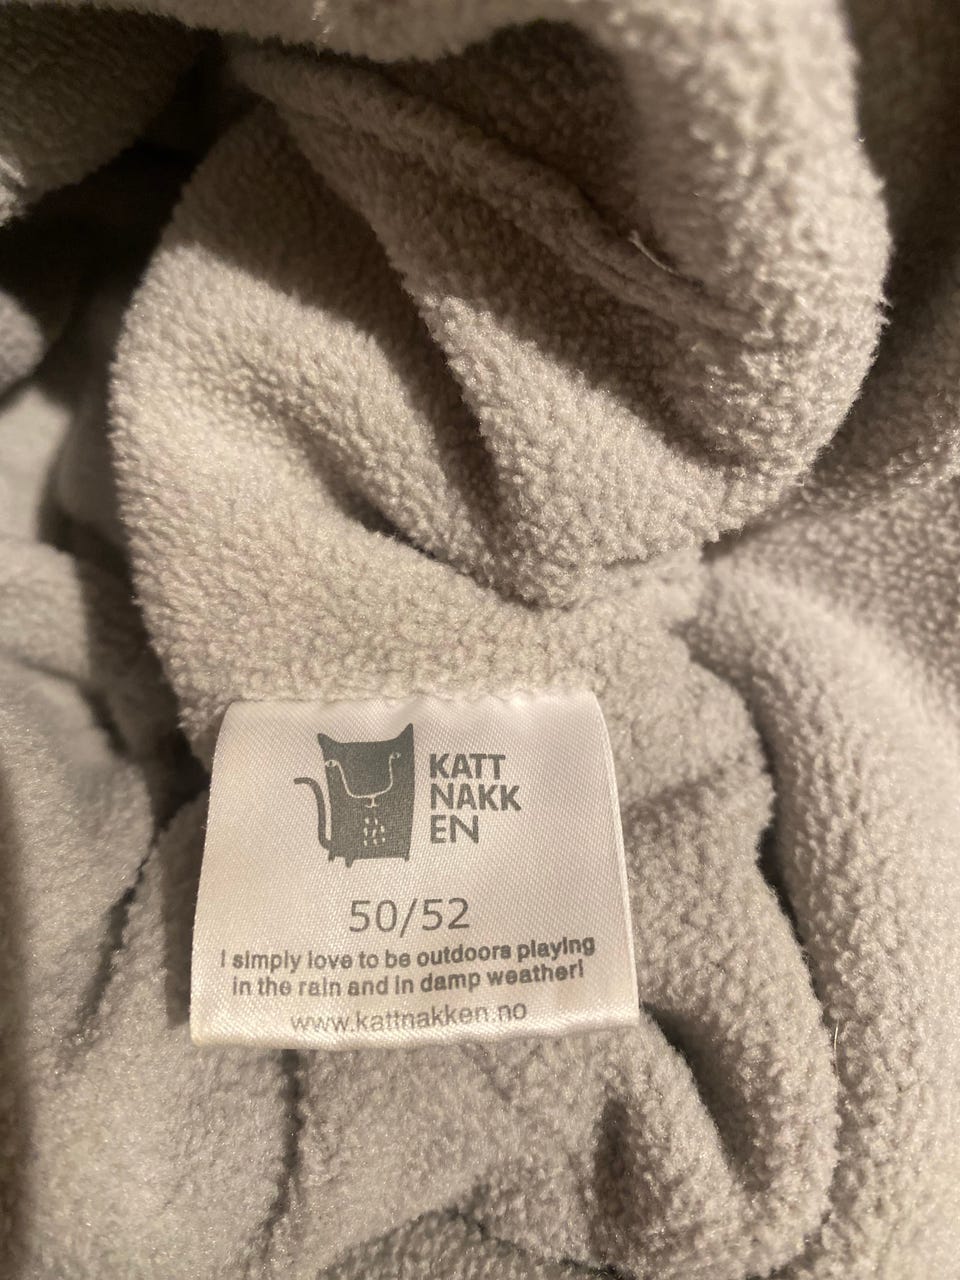 KATT
NAKK
EN
50/52
I simply love to be outdoors playing
in the rain and in damp weather!
www.kattnakken.no